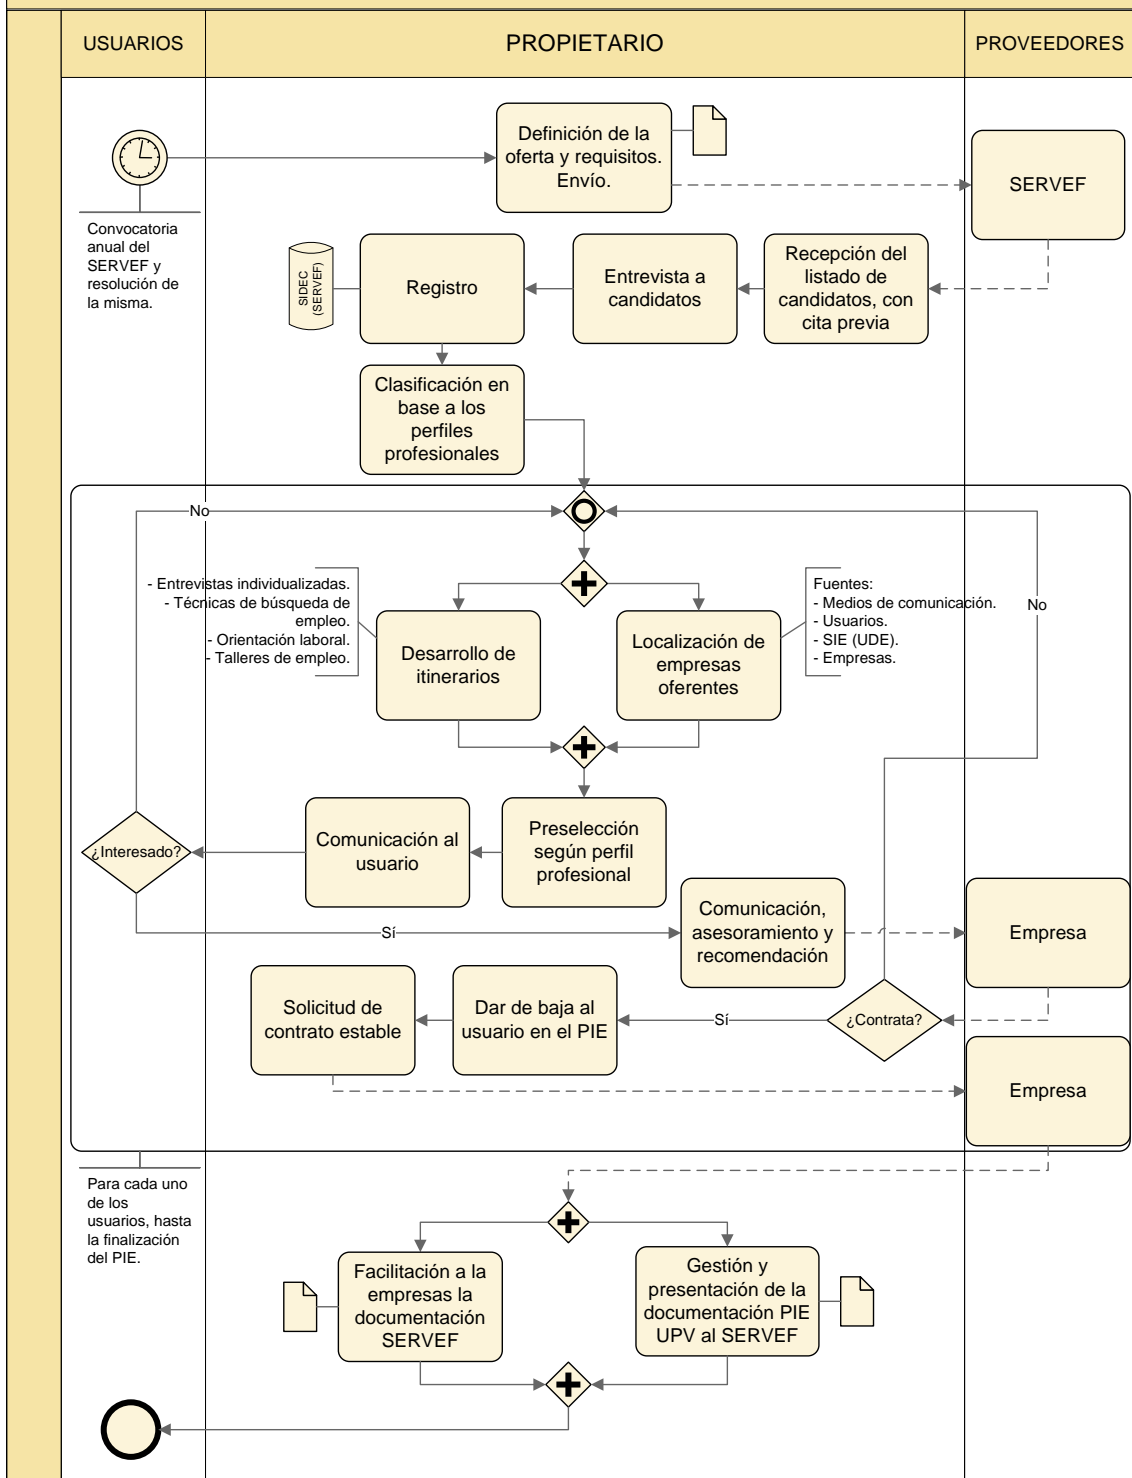 USUARIOS
PROPIETARIO
PROVEEDORES
Definición de la
oferta y requisitos.
Envío.
SERVEF
Convocatoria
anual del
SERVEF y
resolución de
la misma.
SIDEC
(SERVEF)
Registro
Entrevista a
candidatos
Recepción del
listado de
candidatos, con
cita previa
Clasificación en
base a los
perfiles
profesionales
No
- Entrevistas individualizadas.
- Técnicas de búsqueda de
empleo.
- Orientación laboral.
- Talleres de empleo.
Desarrollo de
itinerarios
Localización de
empresas
oferentes
Fuentes:
- Medios de comunicación.
- Usuarios.
- SIE (UDE).
- Empresas.
No
¿Interesado?
Comunicación al
usuario
Preselección
según perfil
profesional
Sí
Comunicación,
asesoramiento y
recomendación
Empresa
Solicitud de
contrato estable
Dar de baja al
usuario en el PIE
Sí
¿Contrata?
Empresa
Para cada uno
de los
usuarios, hasta
la finalización
del PIE.
Facilitación a la
empresas la
documentación
SERVEF
Gestión y
presentación de la
documentación PIE
UPV al SERVEF